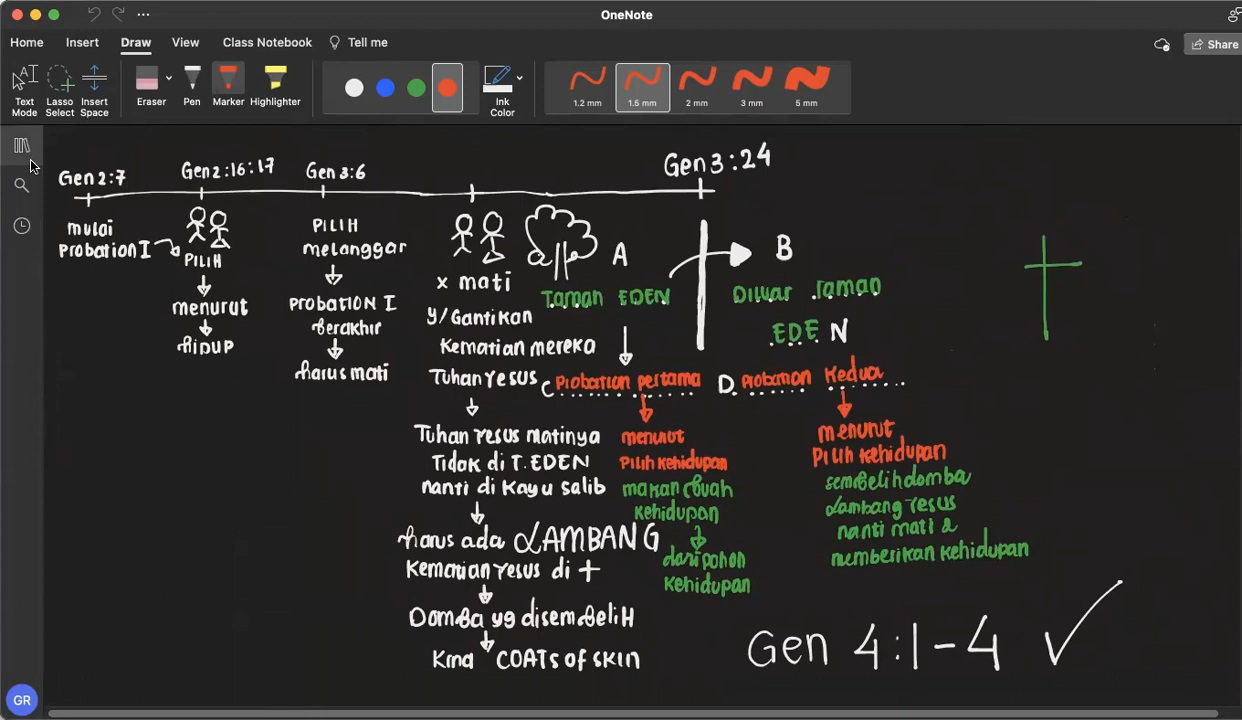 OneNote
Home Insert Draw View Class Notebook Tell me
Share
Text Mode
Lasso Select
Insert Space
Eraser
Pen
Marker
Highlighter
Ink Color
1.2 mm
1.5 mm
2 mm
3 mm
5 mm
Gen 2:7
Gen 2:16:17
Gen 3:6
Gen 3:24
mulai
Probation I
PILIH
menurut
hidup
PILIH
melanggar
PROBATION I
berakhir
harus mati
x mati
y/Gantikan
Kematian mereka
Tuhan Yesus
Tuhan Yesus matinya
Tidak di T. EDEN
nanti di Kayu salib
harus ada LAMBANG
Kematian Yesus di +
Domba yg disembeliH
Krna COATs of SKIN
A
Taman EDEN
C Probation pertama
menurut
PILIH Kehidupan
makan buah
kehidupan
dari pohon
Kehidupan
B
Diluar Taman
EDEN
D. Probation Kedua
menurut
PILIH Kehidupan
sembelih domba
Lambang Yesus
nanti mati &
memberikan Kehidupan
Gen 4:1-4 ✓
GR